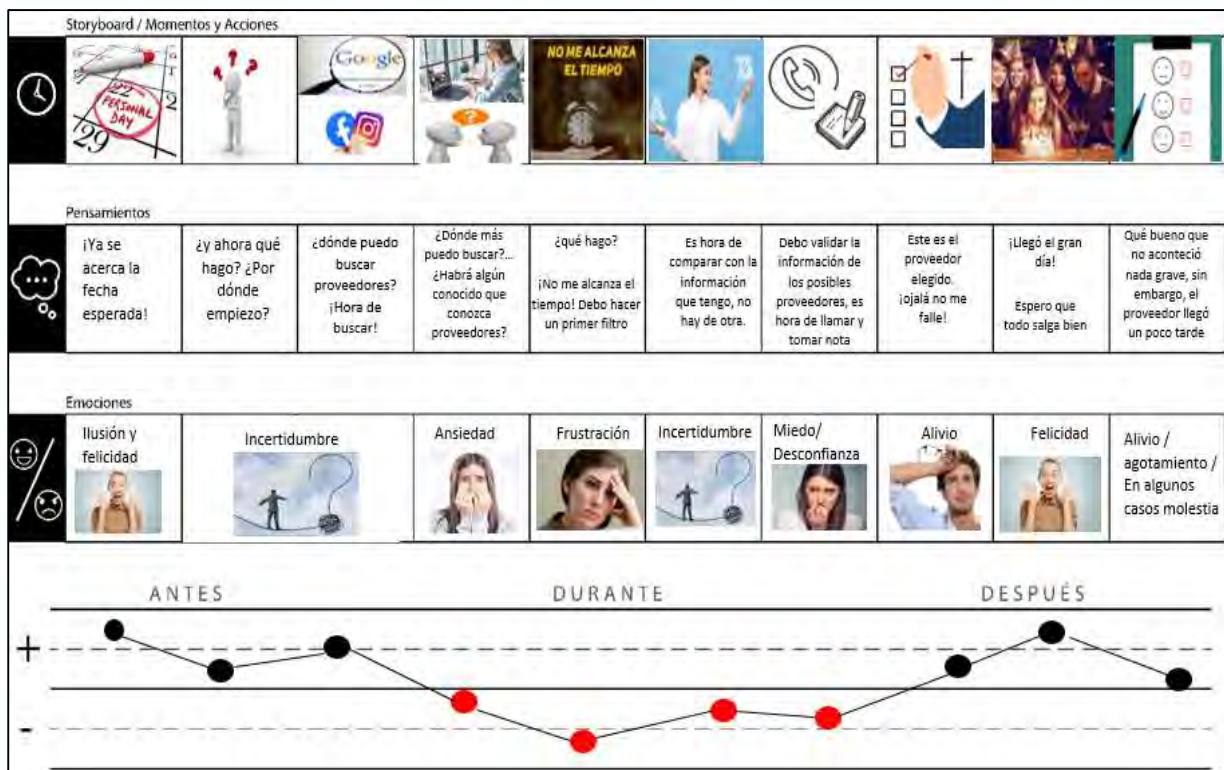 Storyboard / Momentos y Acciones
22
PERSONAL
DAY
29
2
Google
NO ME ALCANZA
EL TIEMPO
Pensamientos
¡Ya se
acerca la
fecha
esperada!
¿y ahora qué
hago? ¿Por
dónde
empiezo?
¿dónde puedo
buscar
proveedores?
¡Hora de
buscar!
¿Dónde más
puedo buscar?...
¿Habrá algún
conocido que
conozca
proveedores?
¿qué hago?
¡No me alcanza el
tiempo! Debo hacer
un primer filtro
Es hora de
comparar con la
información
que tengo, no
hay de otra.
Debo validar la
información de
los posibles
proveedores, es
hora de llamar y
tomar nota
Este es el
proveedor
elegido.
¡ojalá no me
falle!
¡Llegó el gran
día!
Espero que
todo salga bien
Qué bueno que
no aconteció
nada grave, sin
embargo, el
proveedor llegó
un poco tarde
Emociones
Ilusión y
felicidad
Incertidumbre
Ansiedad
Frustración
Incertidumbre
Miedo/
Desconfianza
Alivio
Felicidad
Alivio /
agotamiento /
En algunos
casos molestia
ANTES
DURANTE
DESPUÉS
+
-